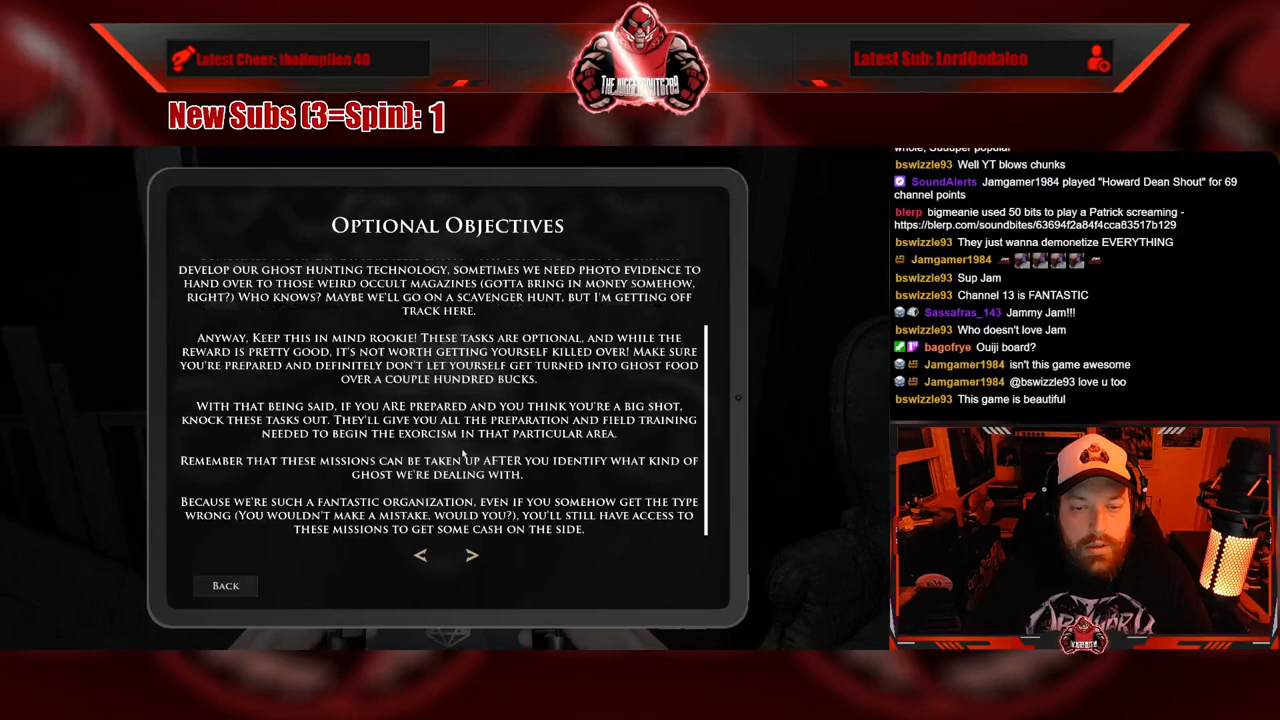 Latest Cheer: thelimpllen 46
Latest Sub: LordOodaloo
THEJUGGERNAUT6789
New Subs (3=Spin): 1
Optional Objectives
develop our ghost hunting technology, sometimes we need photo evidence to
hand over to those weird occult magazines (gotta bring in money somehow,
right?) Who knows? Maybe we'll go on a scavenger hunt, but I'm getting off
track here.
Anyway, Keep this in mind rookie! These tasks are optional, and while the
reward is pretty good, it's not worth getting yourself killed over! Make sure
you're prepared and definitely don't let yourself get turned into ghost food
over a couple hundred bucks.
With that being said, if you ARE prepared and you think you're a big shot,
knock these tasks out. They'll give you all the preparation and field training
needed to begin the exorcism in that particular area.
Remember that these missions can be taken up AFTER you identify what kind of
ghost we're dealing with.
Because we're such a fantastic organization, even if you somehow get the type
wrong (You wouldn't make a mistake, would you?), you'll still have access to
these missions to get some cash on the side.
< >
Back
whole, Suuuper popular
bswizzle93 Well YT blows chunks
SoundAlerts Jamgamer1984 played "Howard Dean Shout" for 69
channel points
blerp bigmeanie used 50 bits to play a Patrick screaming -
https://blerp.com/soundbites/63694f2a84f4cca83517b129
bswizzle93 They just wanna demonetize EVERYTHING
Jamgamer1984
bswizzle93 Sup Jam
bswizzle93 Channel 13 is FANTASTIC
Sassafras_143 Jammy Jam!!!
bswizzle93 Who doesn't love Jam
bagofrye Ouiji board?
Jamgamer1984 isn't this game awesome
Jamgamer1984 @bswizzle93 love u too
bswizzle93 This game is beautiful